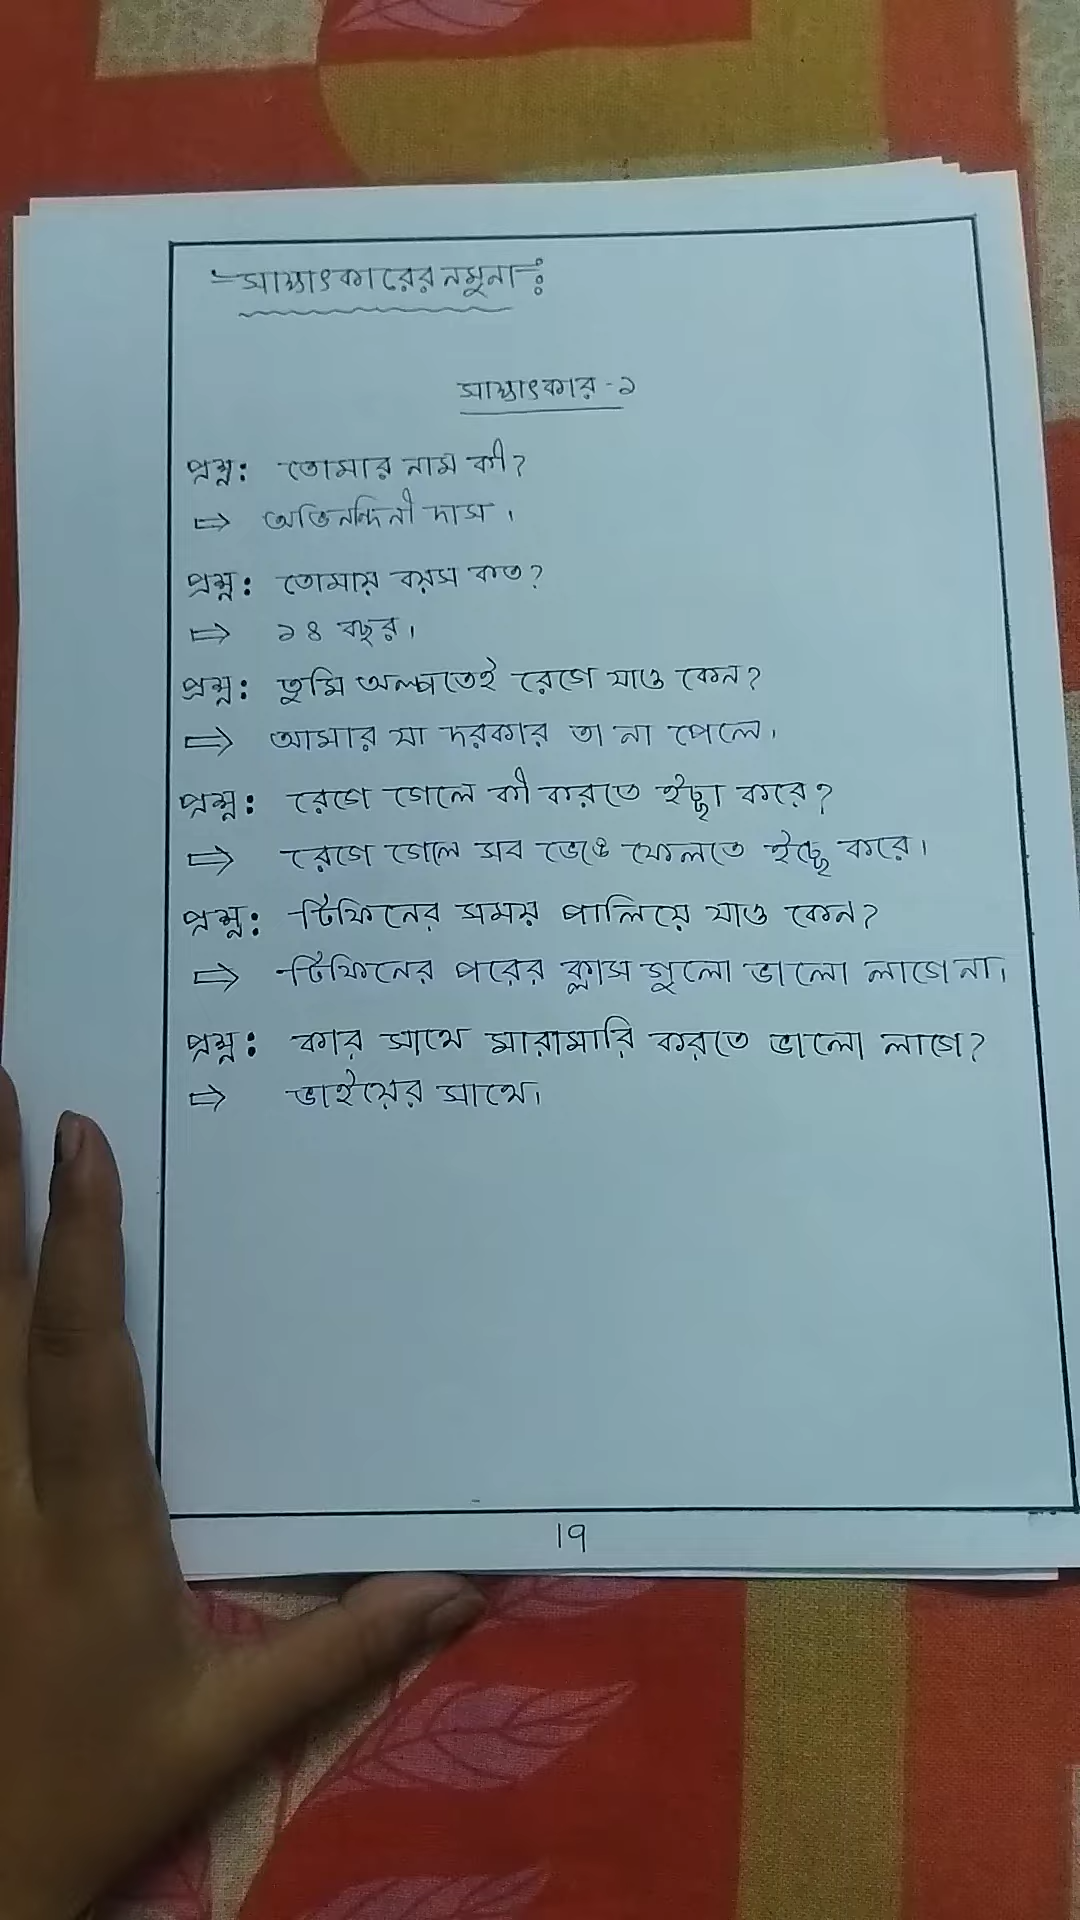 সাক্ষাৎকারের নমুনা :
সাক্ষাৎকার - ১
প্রশ্ন : তোমার নাম কী?
⇨ অভিনন্দিনী দাস ।
প্রশ্ন : তোমার বয়স কত?
⇨ ১৪ বছর ।
প্রশ্ন : তুমি অল্পতেই রেগে যাও কেন?
⇨ আমার যা দরকার তা না পেলে।
প্রশ্ন : রেগে গেলে কী করতে ইচ্ছা করে?
⇨ রেগে গেলে সব ভেঙে ফেলতে ইচ্ছে করে।
প্রশ্ন : টিফিনের সময় পালিয়ে যাও কেন?
⇨ টিফিনের পরের ক্লাস গুলো ভালো লাগে না।
প্রশ্ন : কার সাথে মারামারি করতে ভালো লাগে?
⇨ ভাইয়ের সাথে।
19